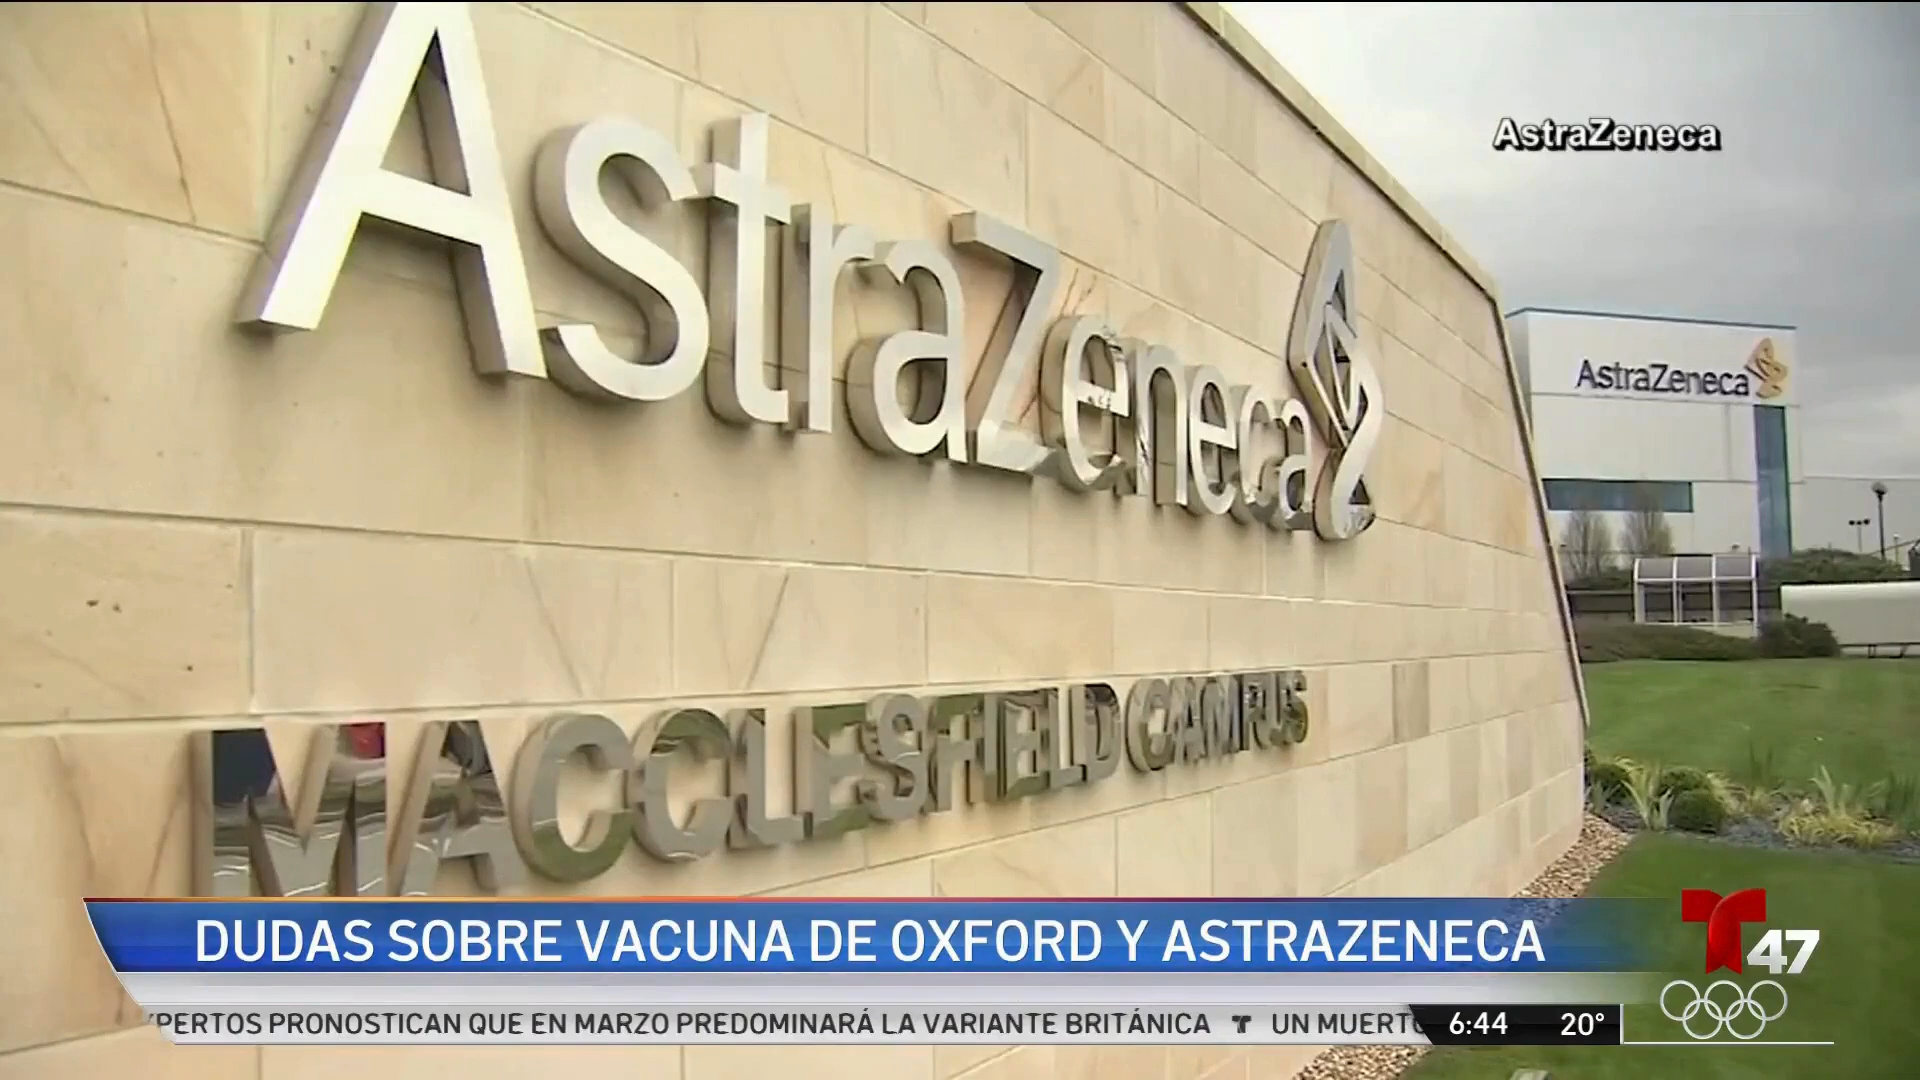 AstraZeneca
AstraZeneca
AstraZeneca
MACCLESFIELD CAMPUS
DUDAS SOBRE VACUNA DE OXFORD Y ASTRAZENECA
47
PERTOS PRONOSTICAN QUE EN MARZO PREDOMINARÁ LA VARIANTE BRITÁNICA T UN MUERTO
6:44 20°